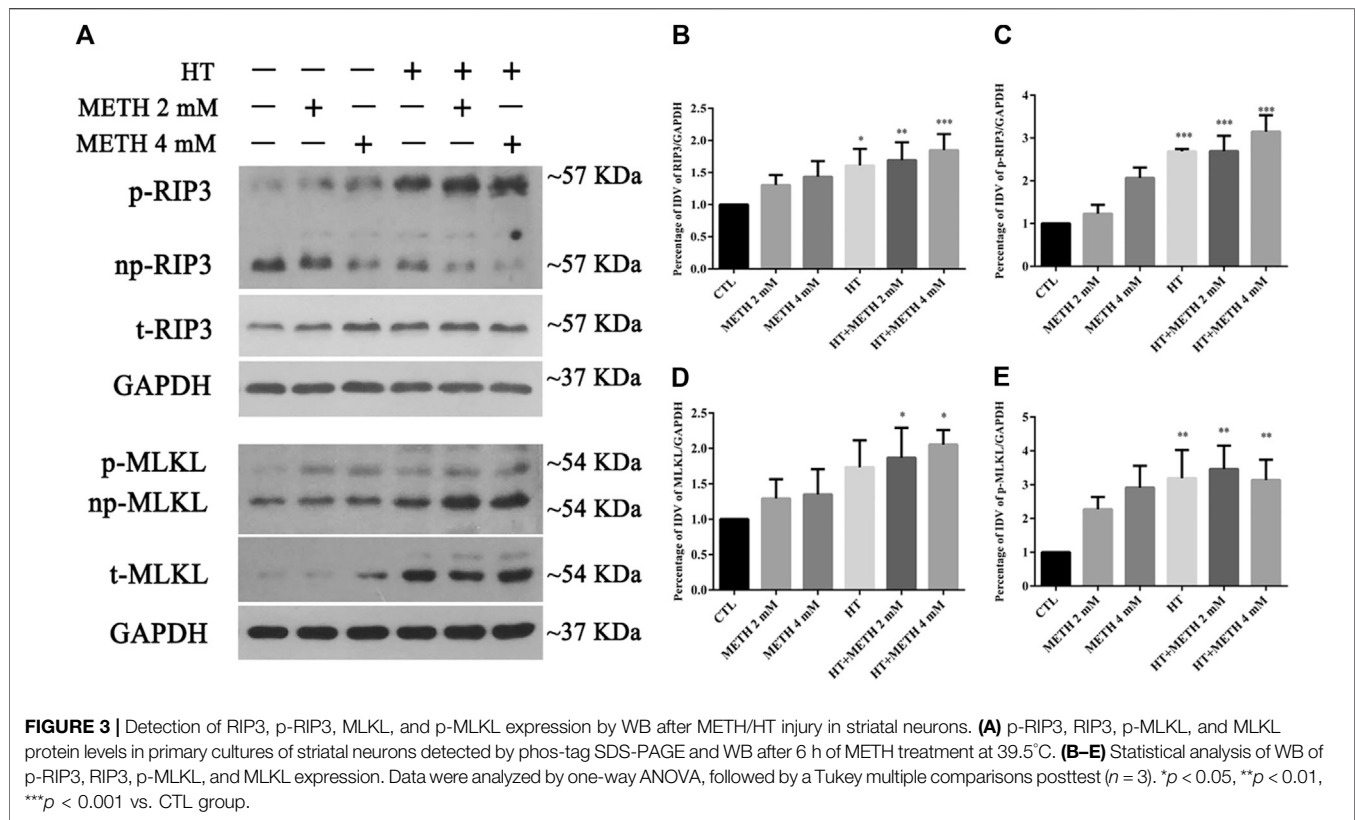 A
HT — — — + + +
METH 2 mM — + — — + —
METH 4 mM — — + — — +
p-RIP3 ~57 KDa
np-RIP3 ~57 KDa
t-RIP3 ~57 KDa
GAPDH ~37 KDa
p-MLKL ~54 KDa
np-MLKL ~54 KDa
t-MLKL ~54 KDa
GAPDH ~37 KDa
B
Percentage of IDV of RIP3/GAPDH
2.5
2.0
1.5
1.0
0.5
0.0
* ** ***
CTL
METH 2 mM
METH 4 mM
HT
HT+METH 2 mM
HT+METH 4 mM
C
Percentage of IDV of p-RIP3/GAPDH
4
3
2
1
0
*** *** ***
CTL
METH 2 mM
METH 4 mM
HT
HT+METH 2 mM
HT+METH 4 mM
D
Percentage of IDV of MLKL/GAPDH
2.5
2.0
1.5
1.0
0.5
0.0
* *
CTL
METH 2 mM
METH 4 mM
HT
HT+METH 2 mM
HT+METH 4 mM
E
Percentage of IDV of p-MLKL/GAPDH
5
4
3
2
1
0
** ** **
CTL
METH 2 mM
METH 4 mM
HT
HT+METH 2 mM
HT+METH 4 mM
FIGURE 3 | Detection of RIP3, p-RIP3, MLKL, and p-MLKL expression by WB after METH/HT injury in striatal neurons. (A) p-RIP3, RIP3, p-MLKL, and MLKL
protein levels in primary cultures of striatal neurons detected by phos-tag SDS-PAGE and WB after 6 h of METH treatment at 39.5°C. (B–E) Statistical analysis of WB of
p-RIP3, RIP3, p-MLKL, and MLKL expression. Data were analyzed by one-way ANOVA, followed by a Tukey multiple comparisons posttest (n = 3). *p < 0.05, **p < 0.01,
***p < 0.001 vs. CTL group.